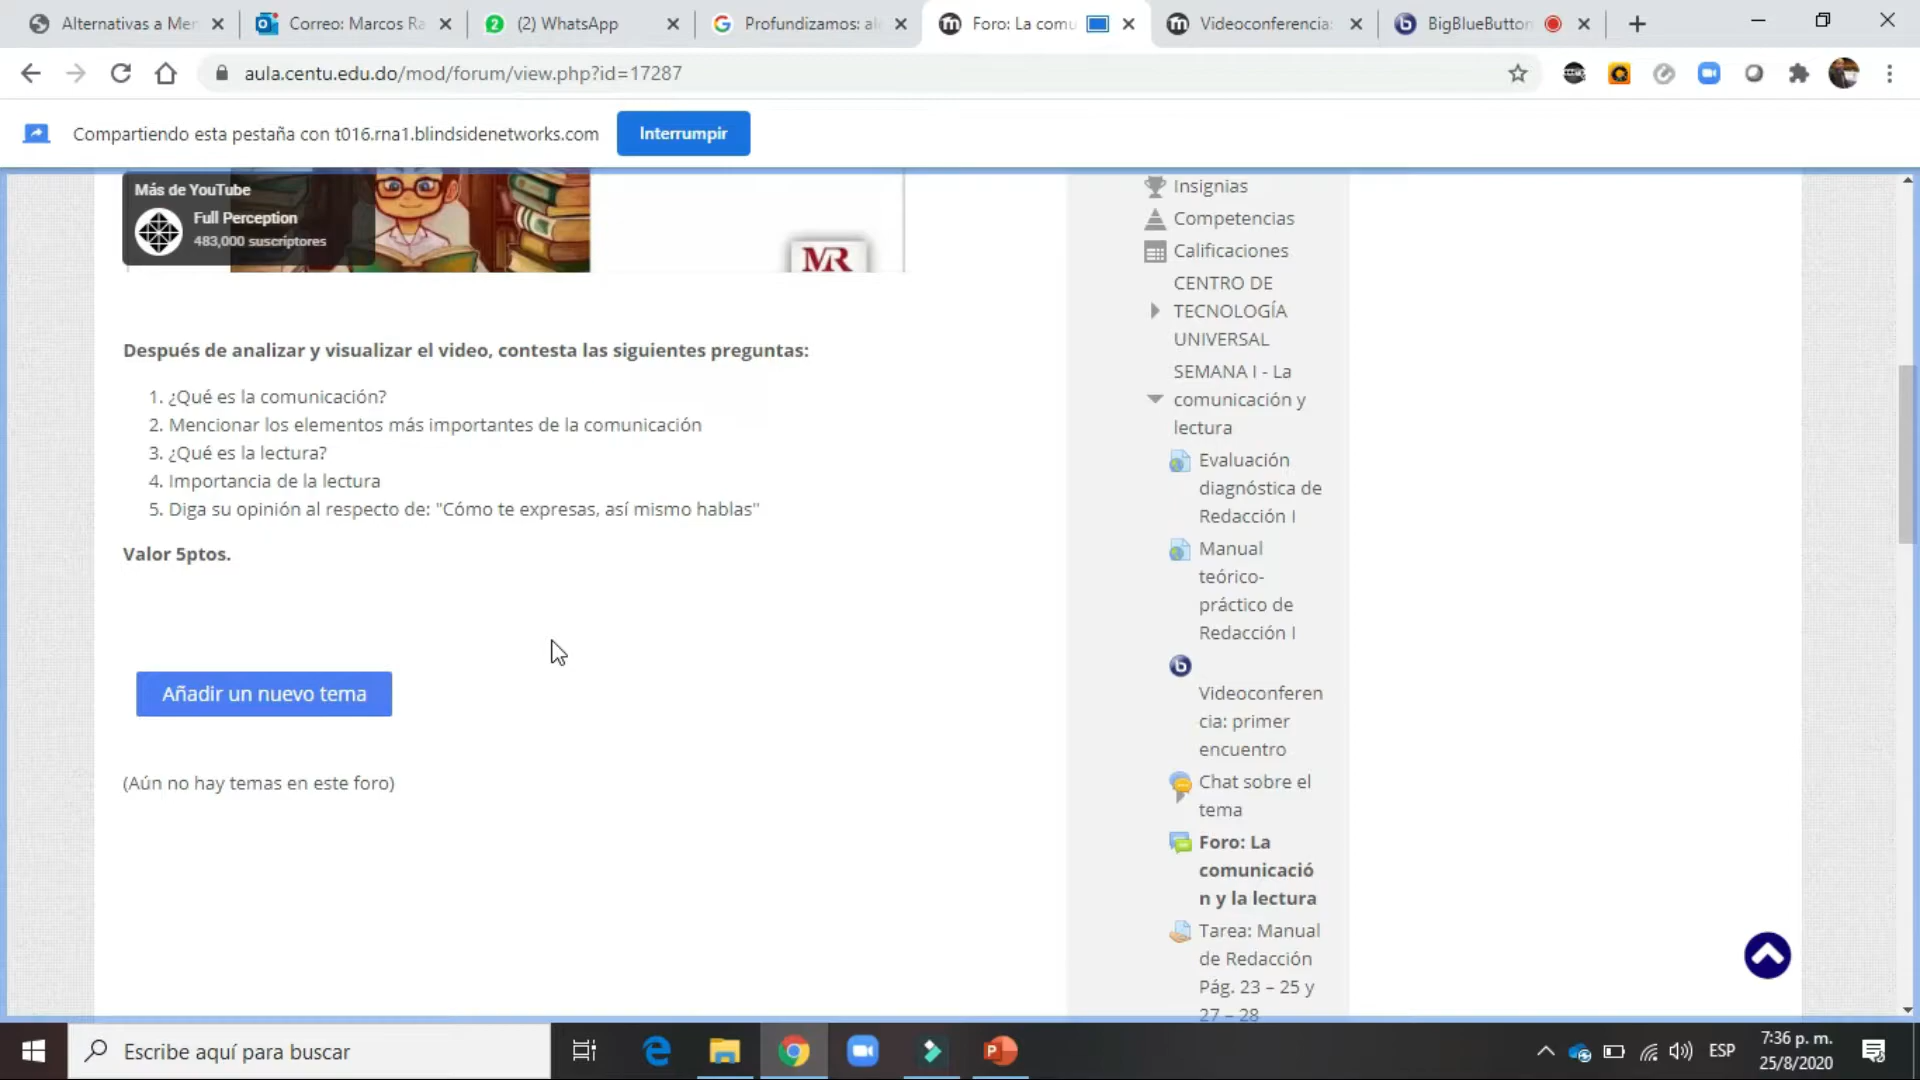 Alternativas a Mer
Correo: Marcos Ra
(2) WhatsApp
Profundizamos: al
Foro: La comu
Videoconferencia:
BigBlueButton
aula.centu.edu.do/mod/forum/view.php?id=17287
Compartiendo esta pestaña con t016.rna1.blindsidenetworks.com
Interrumpir
Más de YouTube
Full Perception
483,000 suscriptores
MR
Después de analizar y visualizar el video, contesta las siguientes preguntas:
1. ¿Qué es la comunicación?
2. Mencionar los elementos más importantes de la comunicación
3. ¿Qué es la lectura?
4. Importancia de la lectura
5. Diga su opinión al respecto de: "Cómo te expresas, así mismo hablas"
Valor 5ptos.
Añadir un nuevo tema
(Aún no hay temas en este foro)
Insignias
Competencias
Calificaciones
CENTRO DE
TECNOLOGÍA
UNIVERSAL
SEMANA I - La
comunicación y
lectura
Evaluación
diagnóstica de
Redacción I
Manual
teórico-
práctico de
Redacción I
Videoconferen
cia: primer
encuentro
Chat sobre el
tema
Foro: La
comunicació
n y la lectura
Tarea: Manual
de Redacción
Pág. 23 – 25 y
27 – 28
Escribe aquí para buscar
ESP
7:36 p. m.
25/8/2020